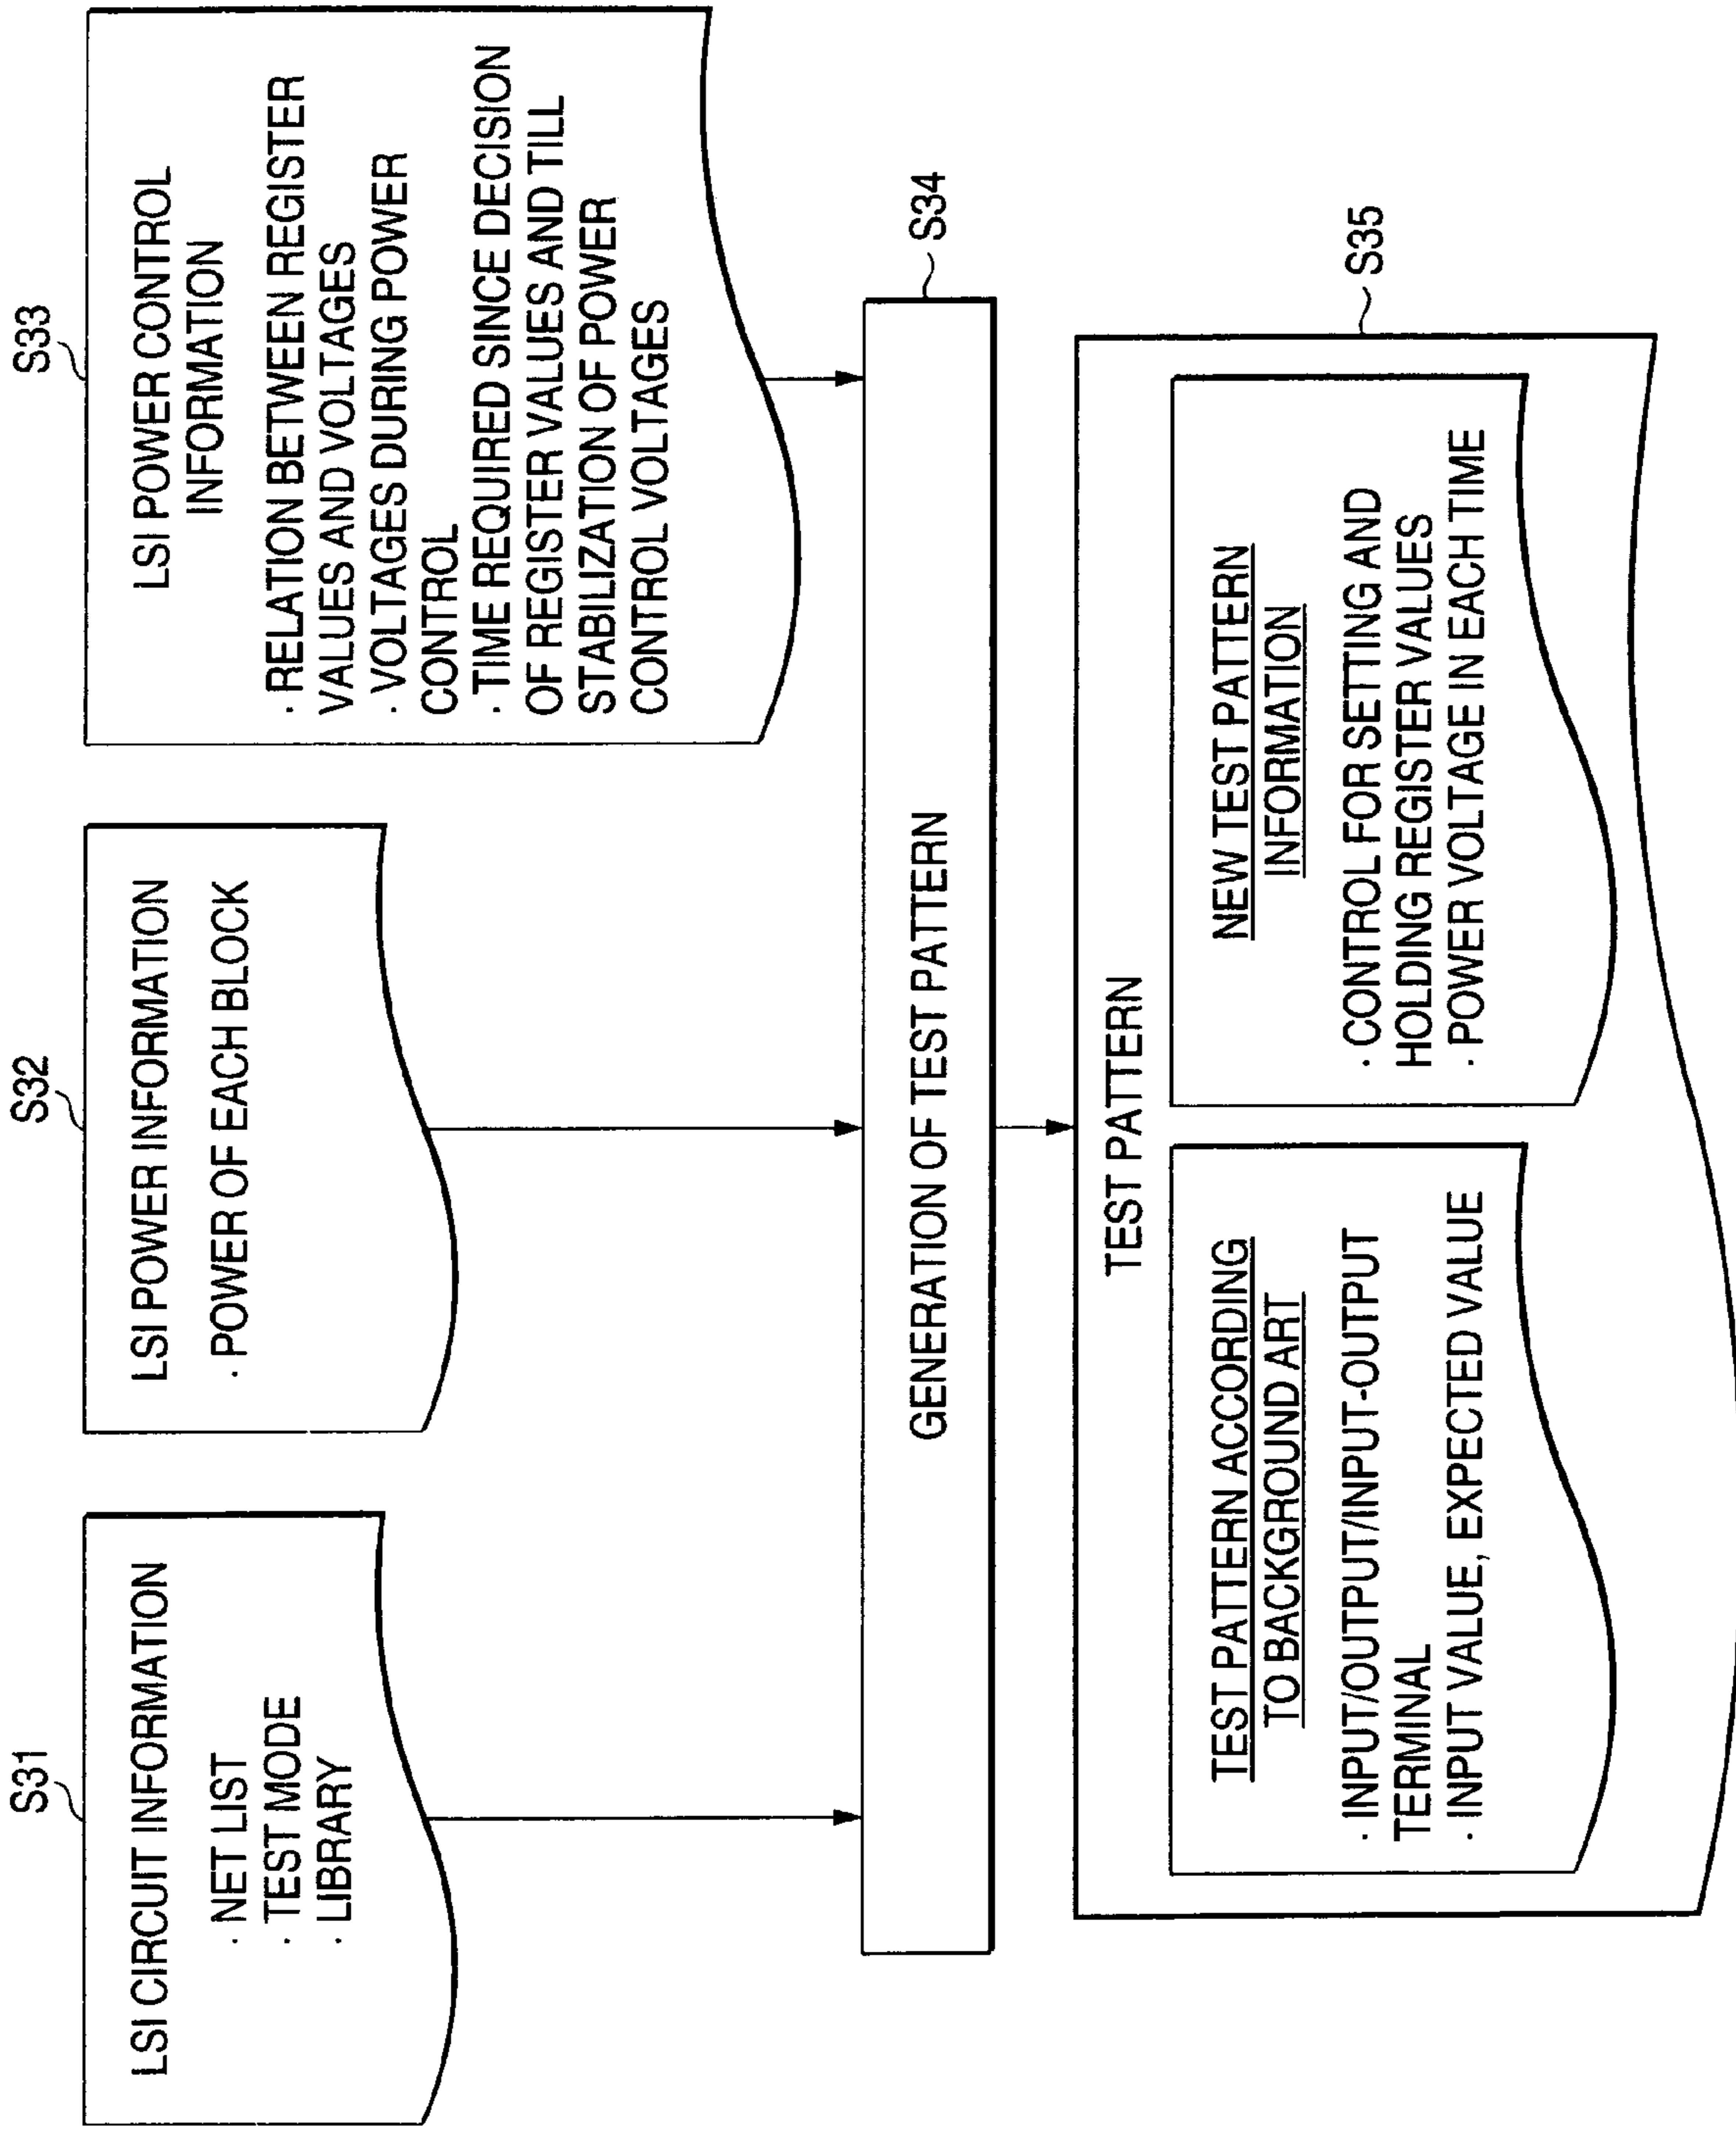 S31
LSI CIRCUIT INFORMATION
· NET LIST
· TEST MODE
· LIBRARY
S32
LSI POWER INFORMATION
· POWER OF EACH BLOCK
S33
LSI POWER CONTROL
INFORMATION
· RELATION BETWEEN REGISTER
VALUES AND VOLTAGES
· VOLTAGES DURING POWER
CONTROL
· TIME REQUIRED SINCE DECISION
OF REGISTER VALUES AND TILL
STABILIZATION OF POWER
CONTROL VOLTAGES
S34
GENERATION OF TEST PATTERN
S35
TEST PATTERN
TEST PATTERN ACCORDING
TO BACKGROUND ART
· INPUT/OUTPUT/INPUT-OUTPUT
TERMINAL
· INPUT VALUE, EXPECTED VALUE
NEW TEST PATTERN
INFORMATION
· CONTROL FOR SETTING AND
HOLDING REGISTER VALUES
· POWER VOLTAGE IN EACH TIME